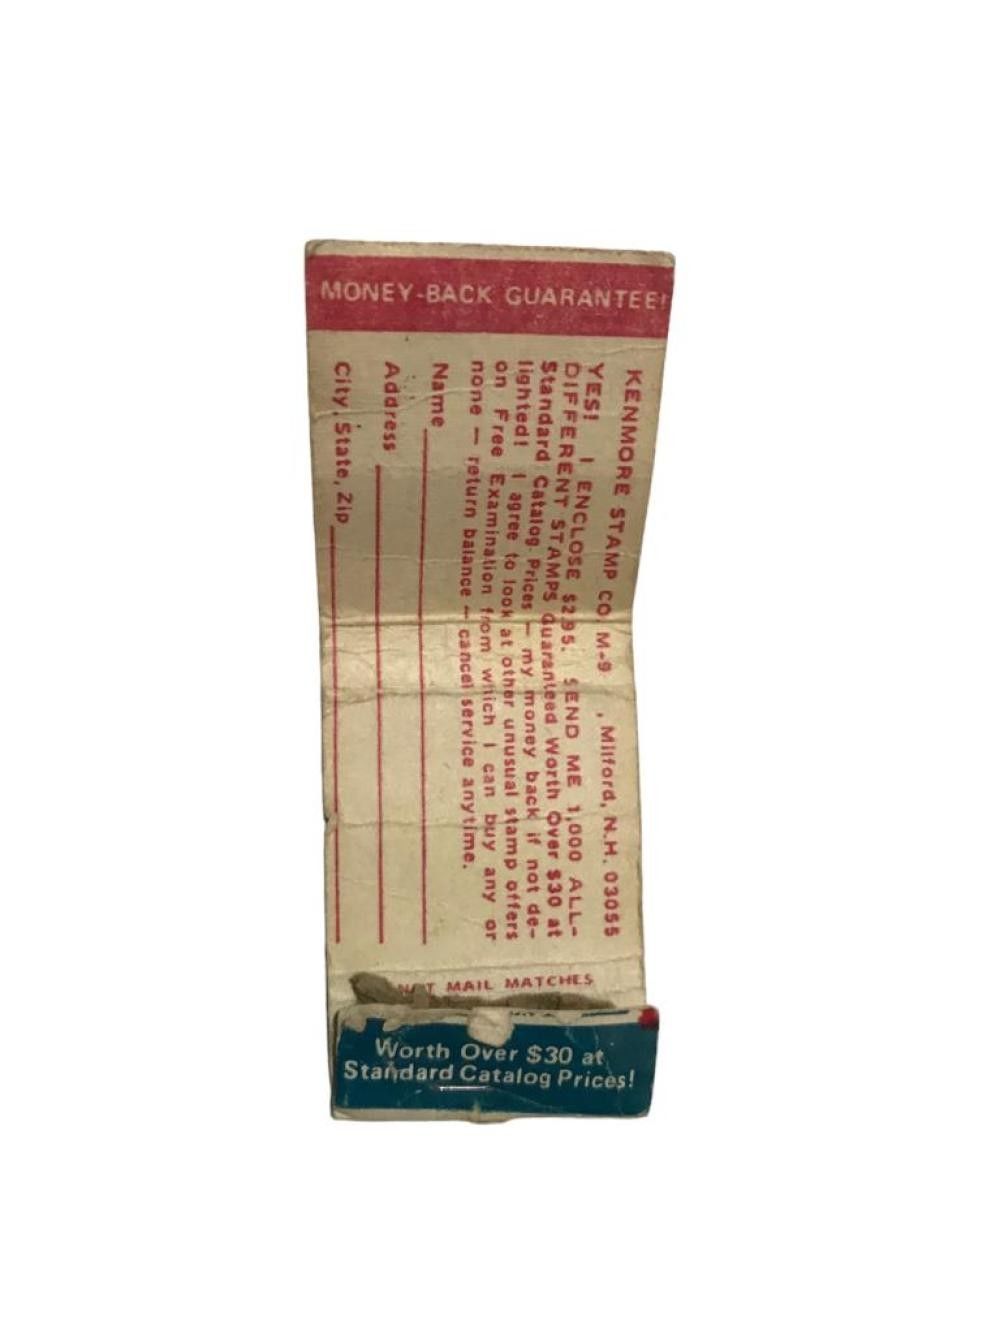 MONEY-BACK GUARANTEE!
KENMORE STAMP CO. M-9 , Milford, N.H. 03055
YES! I ENCLOSE $2.95. SEND ME 1,000 ALL-
DIFFERENT STAMPS Guaranteed Worth Over $30 at
Standard Catalog Prices — my money back if not de-
lighted! I agree to look at other unusual stamp offers
on Free Examination from which I can buy any or
none — return balance — cancel service anytime.
Name
Address
City, State, Zip
MAIL MATCHES
Worth Over $30 at
Standard Catalog Prices!